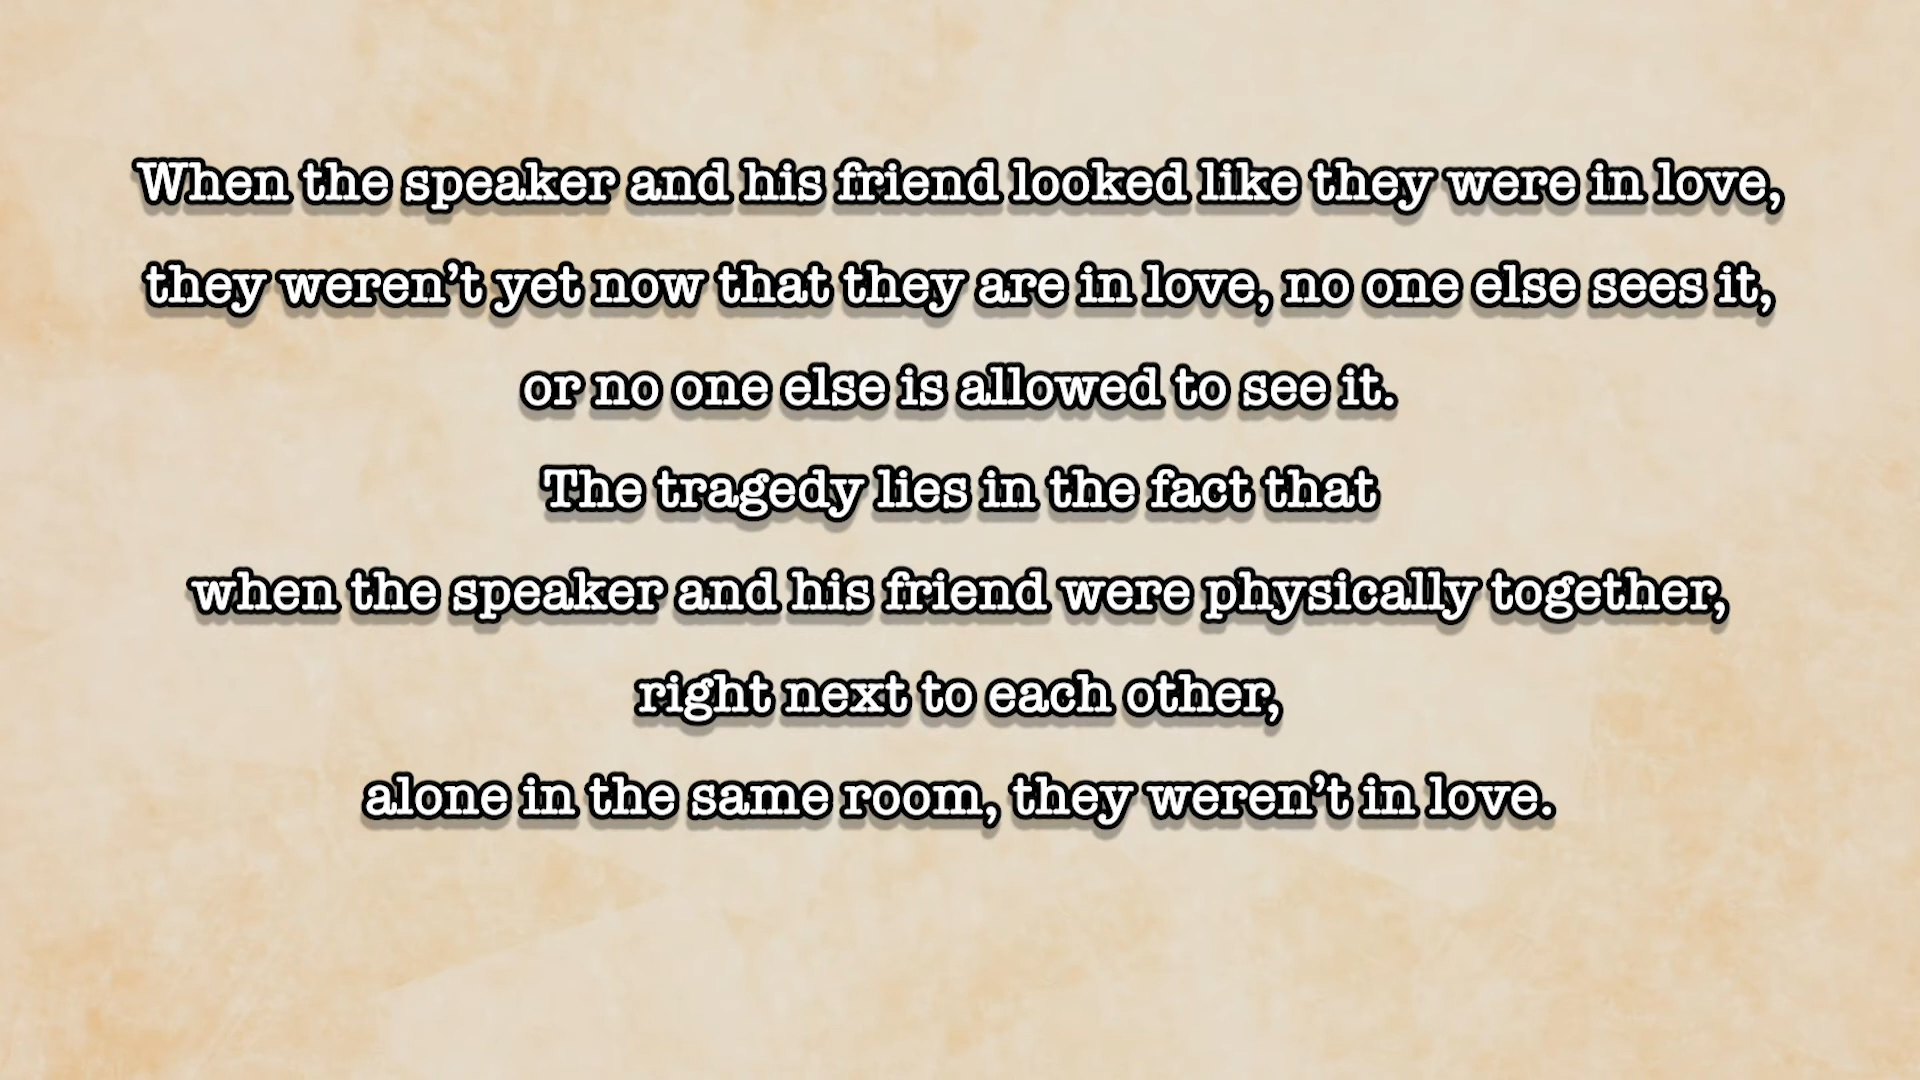 When the speaker and his friend looked like they were in love,
they weren’t yet now that they are in love, no one else sees it,
or no one else is allowed to see it.
The tragedy lies in the fact that
when the speaker and his friend were physically together,
right next to each other,
alone in the same room, they weren’t in love.